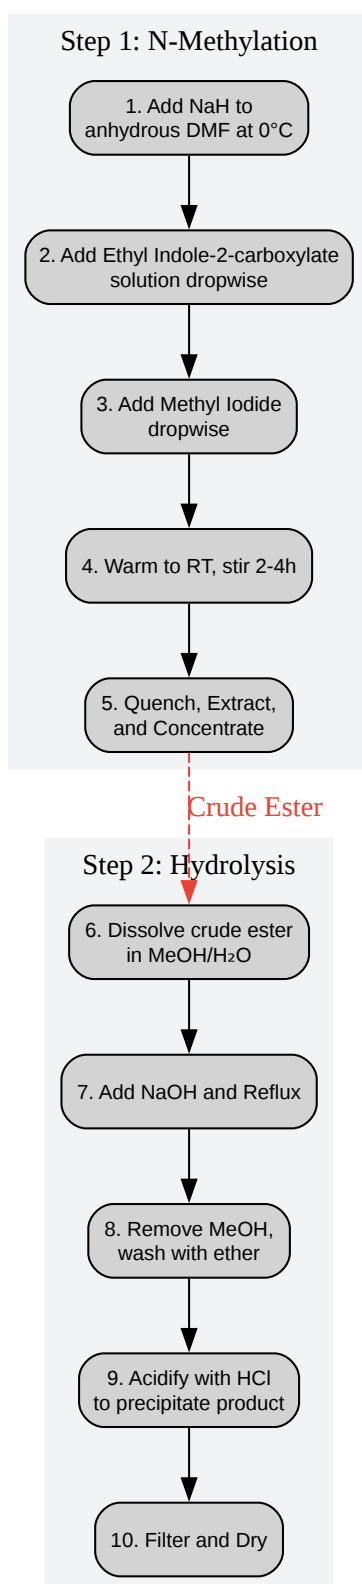 Step 1: N-Methylation
1. Add NaH to
anhydrous DMF at 0°C
2. Add Ethyl Indole-2-carboxylate
solution dropwise
3. Add Methyl Iodide
dropwise
4. Warm to RT, stir 2-4h
5. Quench, Extract,
and Concentrate
Crude Ester
Step 2: Hydrolysis
6. Dissolve crude ester
in MeOH/H₂O
7. Add NaOH and Reflux
8. Remove MeOH,
wash with ether
9. Acidify with HCl
to precipitate product
10. Filter and Dry